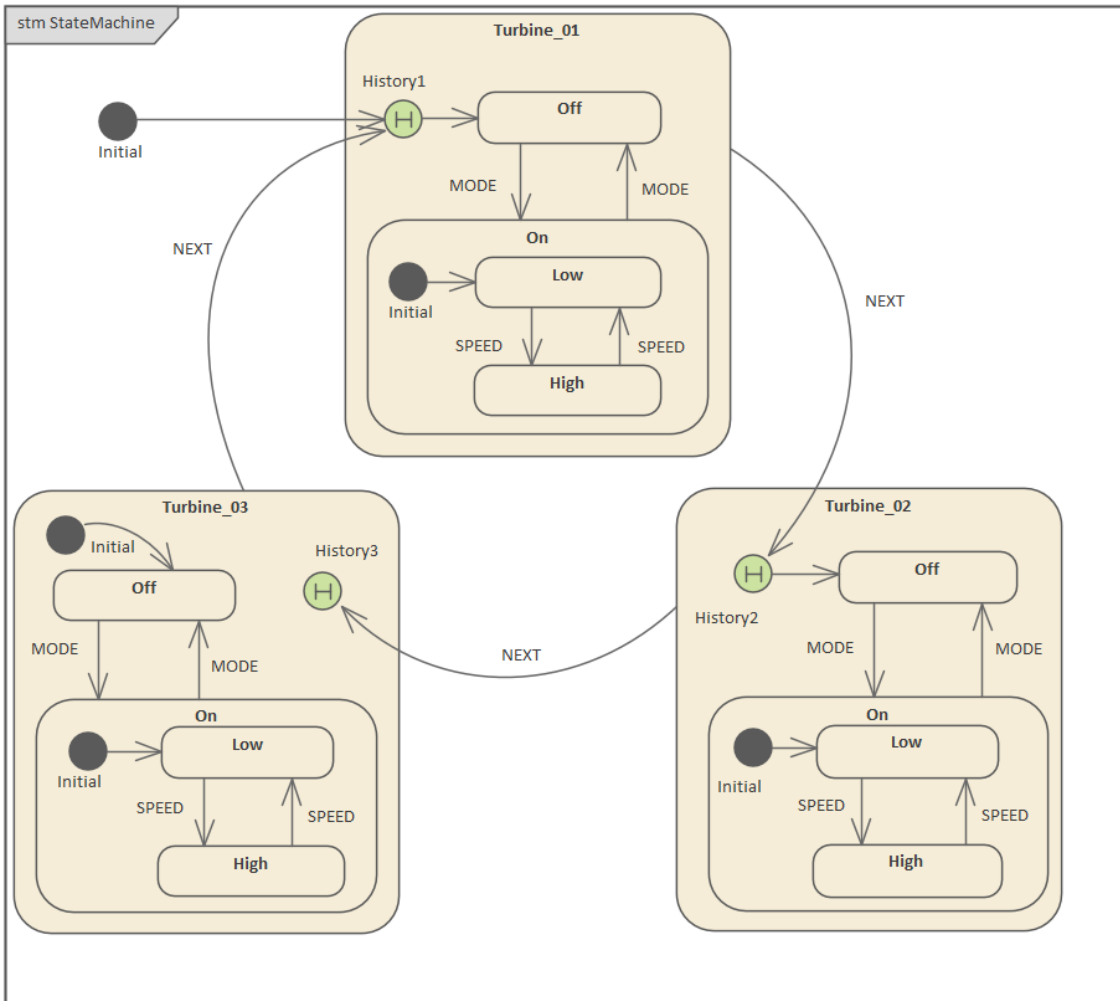 stm StateMachine
Turbine_01
History1
Initial
H
Off
MODE
MODE
On
Initial
Low
SPEED
SPEED
High
NEXT
NEXT
Turbine_03
Initial
History3
H
Off
MODE
MODE
On
Initial
Low
SPEED
SPEED
High
NEXT
Turbine_02
H
History2
Off
MODE
MODE
On
Initial
Low
SPEED
SPEED
High